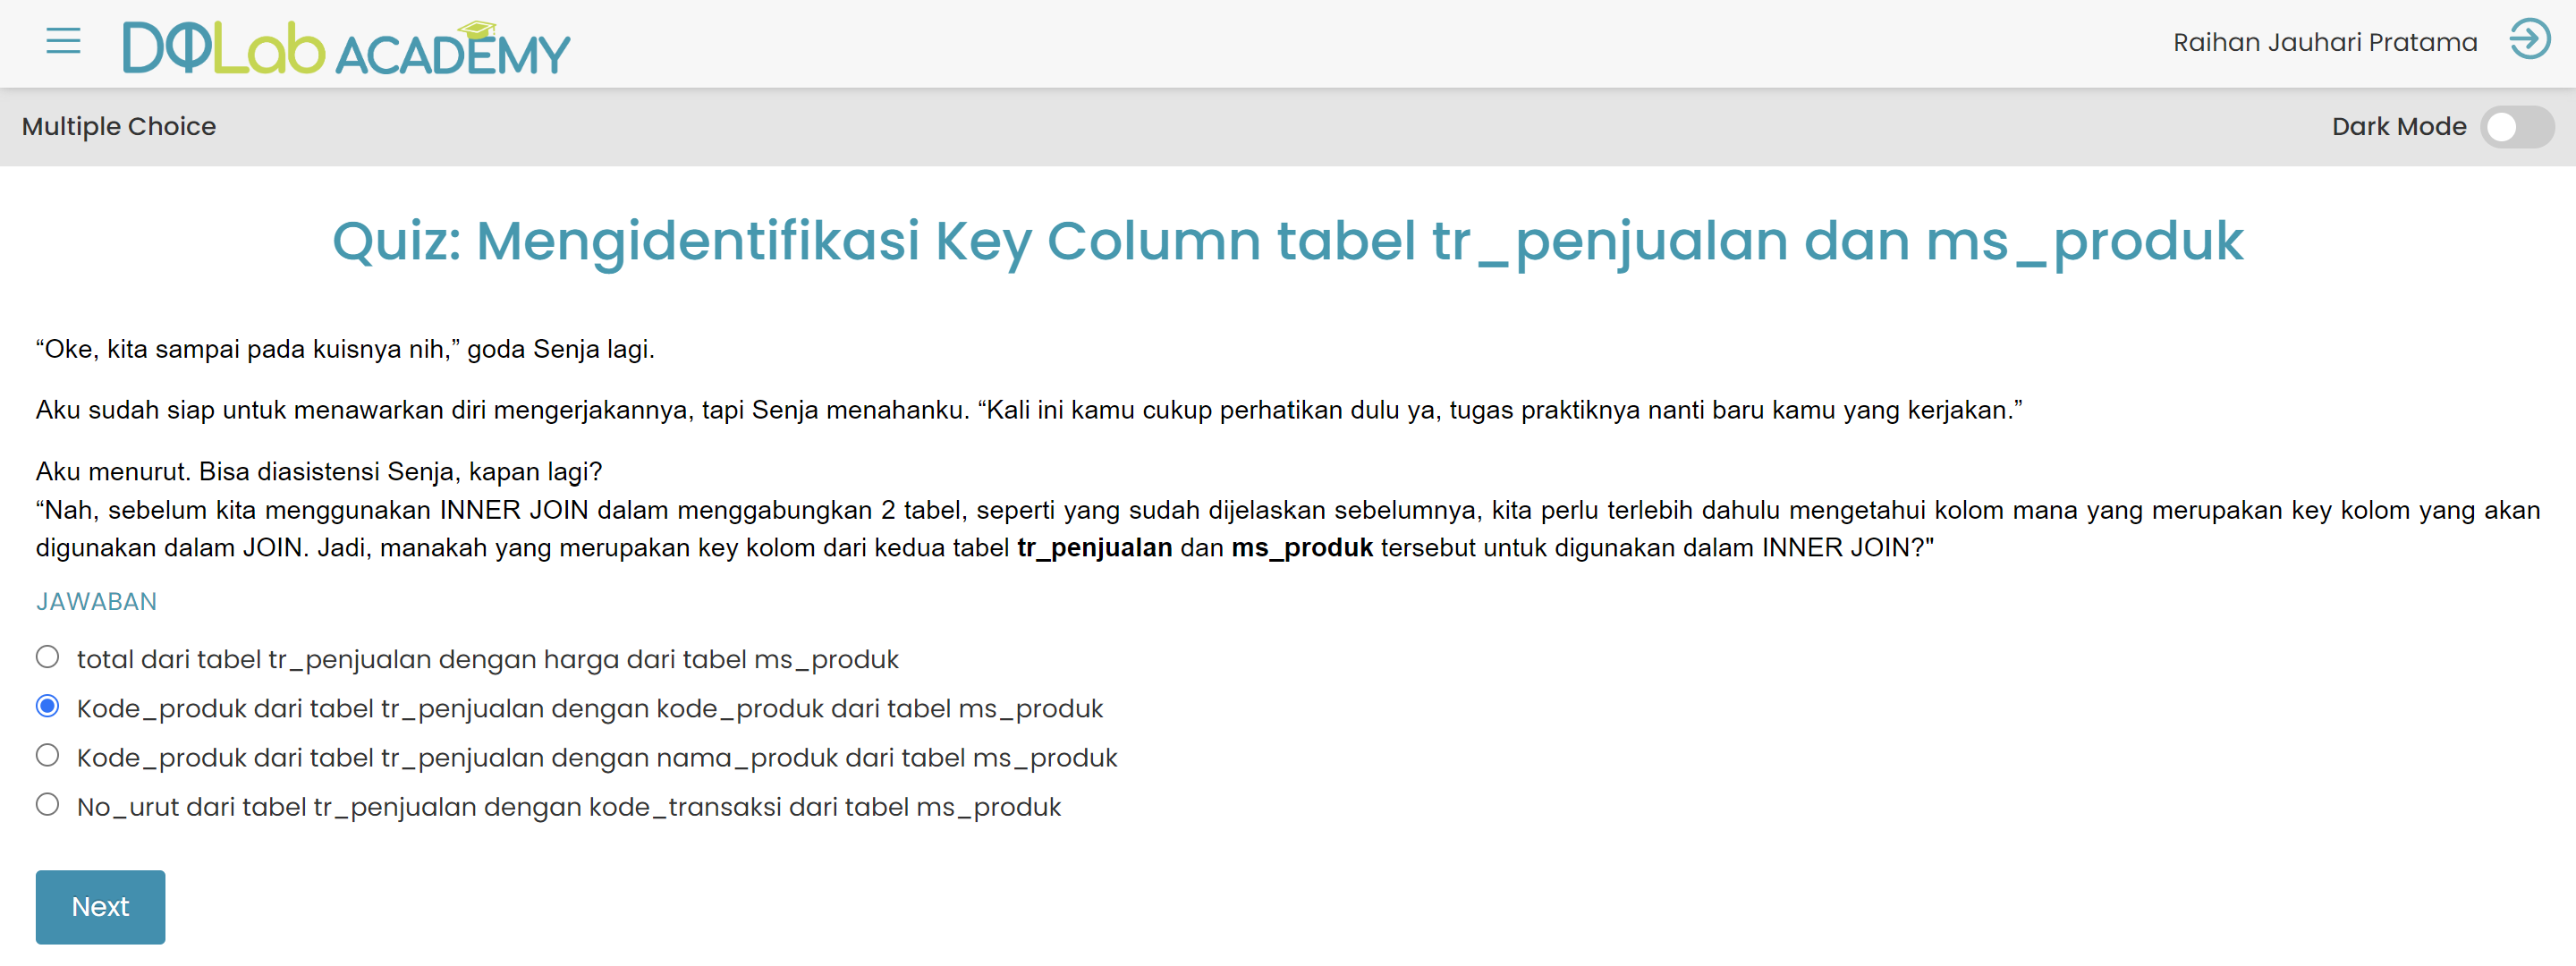 DQLab ACADEMY
Raihan Jauhari Pratama
Multiple Choice
Dark Mode
Quiz: Mengidentifikasi Key Column tabel tr_penjualan dan ms_produk
“Oke, kita sampai pada kuisnya nih,” goda Senja lagi.
Aku sudah siap untuk menawarkan diri mengerjakannya, tapi Senja menahanku. “Kali ini kamu cukup perhatikan dulu ya, tugas praktiknya nanti baru kamu yang kerjakan.”
Aku menurut. Bisa diasistensi Senja, kapan lagi?
“Nah, sebelum kita menggunakan INNER JOIN dalam menggabungkan 2 tabel, seperti yang sudah dijelaskan sebelumnya, kita perlu terlebih dahulu mengetahui kolom mana yang merupakan key kolom yang akan
digunakan dalam JOIN. Jadi, manakah yang merupakan key kolom dari kedua tabel tr_penjualan dan ms_produk tersebut untuk digunakan dalam INNER JOIN?"
JAWABAN
total dari tabel tr_penjualan dengan harga dari tabel ms_produk
Kode_produk dari tabel tr_penjualan dengan kode_produk dari tabel ms_produk
Kode_produk dari tabel tr_penjualan dengan nama_produk dari tabel ms_produk
No_urut dari tabel tr_penjualan dengan kode_transaksi dari tabel ms_produk
Next